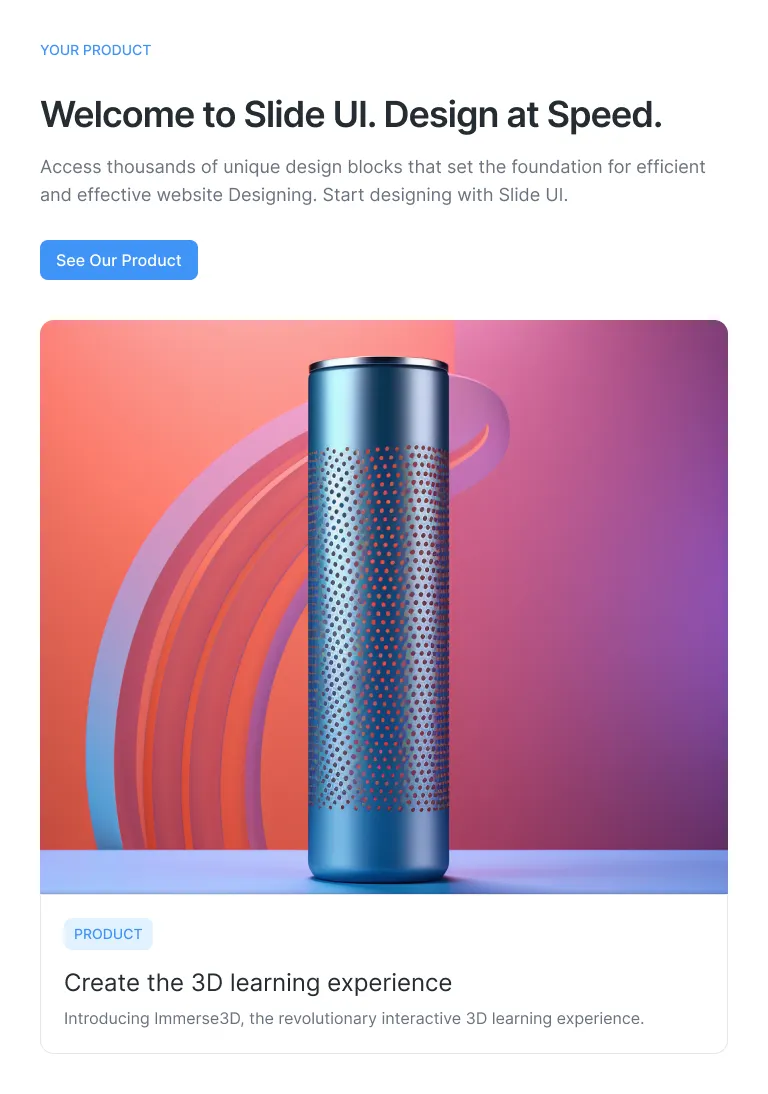 YOUR PRODUCT
Welcome to Slide UI. Design at Speed.
Access thousands of unique design blocks that set the foundation for efficient
and effective website Designing. Start designing with Slide UI.
See Our Product
PRODUCT
Create the 3D learning experience
Introducing Immerse3D, the revolutionary interactive 3D learning experience.